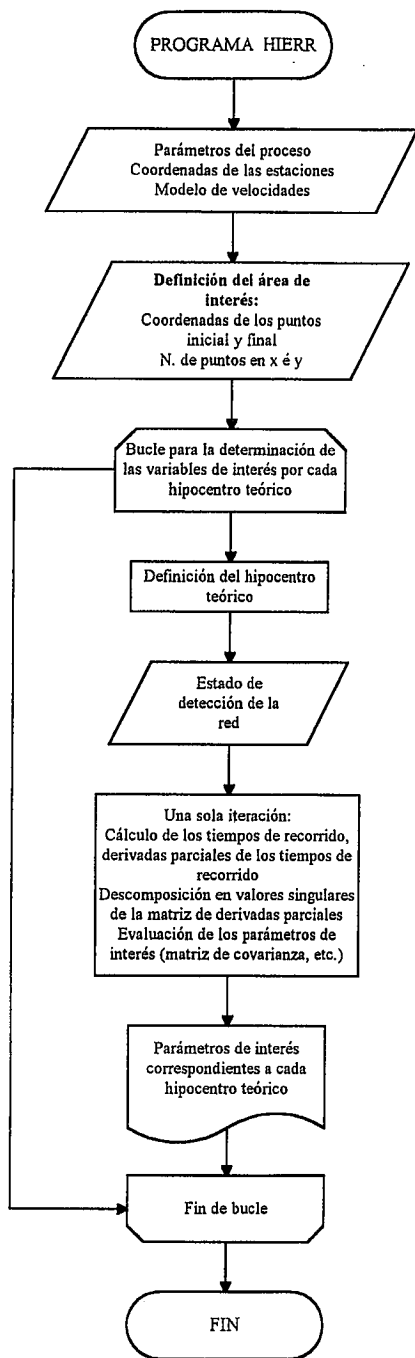 PROGRAMA HIERR
Parámetros del proceso
Coordenadas de las estaciones
Modelo de velocidades
Definición del área de
interés:
Coordenadas de los puntos
inicial y final
N. de puntos en x é y
Bucle para la determinación de
las variables de interés por cada
hipocentro teórico
Definición del hipocentro
teórico
Estado de
detección de la
red
Una sola iteración:
Cálculo de los tiempos de recorrido,
derivadas parciales de los tiempos de
recorrido
Descomposición en valores singulares
de la matriz de derivadas parciales
Evaluación de los parámetros de
interés (matriz de covarianza, etc.)
Parámetros de interés
correspondientes a cada
hipocentro teórico
Fin de bucle
FIN